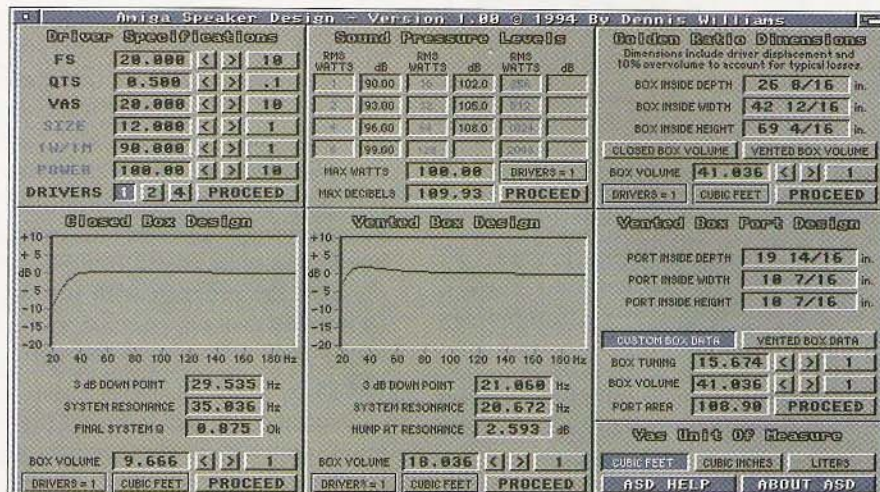 Amiga Speaker Design - Version 1.00 © 1994 By Dennis Williams
Driver Specifications
FS 20.000 < > 10
QTS 0.500 < > .1
VAS 20.000 < > 10
SIZE 12.000 < > 1
1W/1M 90.000 < > 1
POWER 100.00 < > 10
DRIVERS 1 2 4 PROCEED
Sound Pressure Levels
RMS WATTS dB RMS WATTS dB RMS WATTS dB
1 90.00 16 102.0 256
2 93.00 32 105.0 512
4 96.00 64 108.0 1024
8 99.00 128 2048
MAX WATTS 100.00 DRIVERS = 1
MAX DECIBELS 109.93 PROCEED
Golden Ratio Dimensions
Dimensions include driver displacement and
10% overvolume to account for typical losses.
BOX INSIDE DEPTH 26 8/16 in.
BOX INSIDE WIDTH 42 12/16 in.
BOX INSIDE HEIGHT 69 4/16 in.
CLOSED BOX VOLUME VENTED BOX VOLUME
BOX VOLUME 41.036 < > 1
DRIVERS = 1 CUBIC FEET PROCEED
Closed Box Design
+10
+ 5
dB 0
- 5
-10
-15
-20
20 40 60 80 100 120 140 160 180 Hz
3 dB DOWN POINT 29.535 Hz
SYSTEM RESONANCE 35.036 Hz
FINAL SYSTEM Q 0.875 Ok
BOX VOLUME 9.666 < > 1
DRIVERS = 1 CUBIC FEET PROCEED
Vented Box Design
+10
+ 5
dB 0
- 5
-10
-15
-20
20 40 60 80 100 120 140 160 180 Hz
3 dB DOWN POINT 21.060 Hz
SYSTEM RESONANCE 20.672 Hz
HUMP AT RESONANCE 2.593 dB
BOX VOLUME 18.036 < > 1
DRIVERS = 1 CUBIC FEET PROCEED
Vented Box Port Design
PORT INSIDE DEPTH 19 14/16 in.
PORT INSIDE WIDTH 10 7/16 in.
PORT INSIDE HEIGHT 10 7/16 in.
CUSTOM BOX DATA VENTED BOX DATA
BOX TUNING 15.674 < > 1
BOX VOLUME 41.036 < > 1
PORT AREA 108.90 PROCEED
Vas Unit Of Measure
CUBIC FEET CUBIC INCHES LITERS
ASD HELP ABOUT ASD